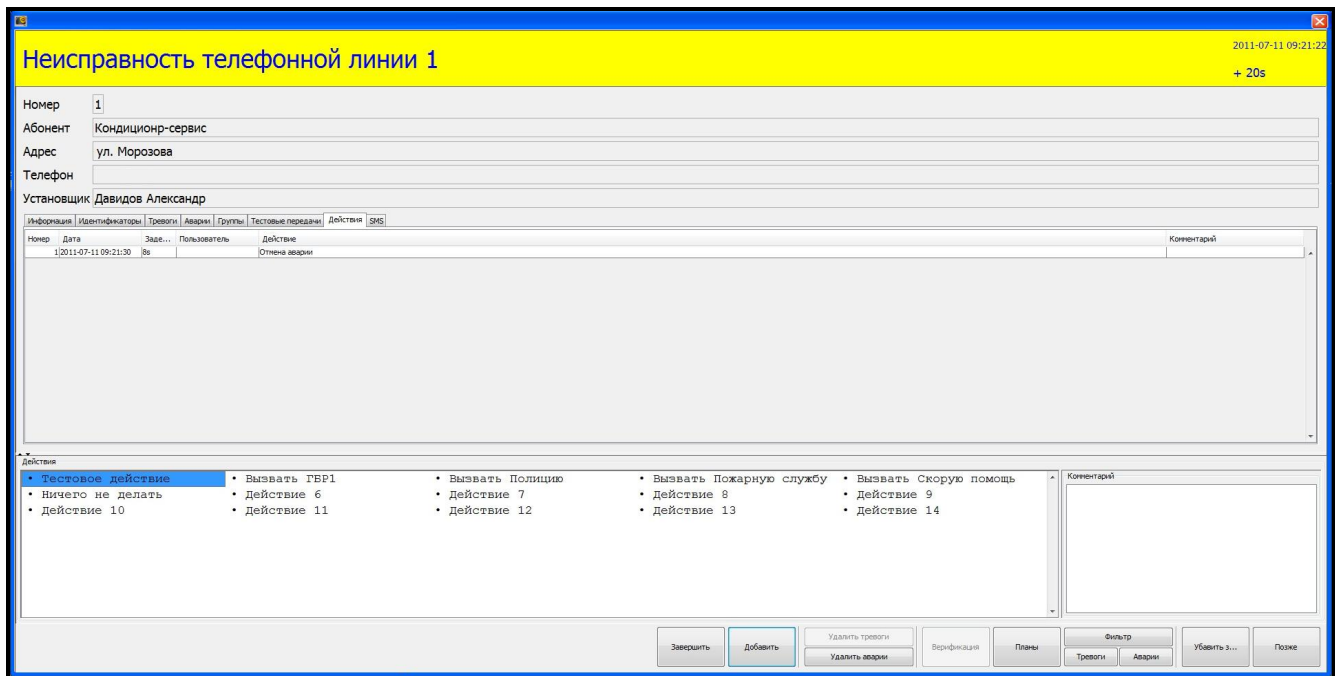 Неисправность телефонной линии 1
2011-07-11 09:21:22
+ 20s
Номер 1
Абонент Кондиционр-сервис
Адрес ул. Морозова
Телефон
Установщик Давидов Александр
Информация Идентификаторы Тревоги Аварии Группы Тестовые передачи Действия SMS
Номер Дата Заде... Пользователь Действие Комментарий
1 2011-07-11 09:21:30 8s Отмена аварии
Действия
• Тестовое действие • Вызвать ГБР1 • Вызвать Полицию • Вызвать Пожарную службу • Вызвать Скорую помощь
• Ничего не делать • Действие 6 • Действие 7 • Действие 8 • Действие 9
• Действие 10 • Действие 11 • Действие 12 • Действие 13 • Действие 14
Комментарий
Завершить Добавить Удалить тревоги Удалить аварии Верификация Планы Фильтр Тревоги Аварии Убавить з... Позже